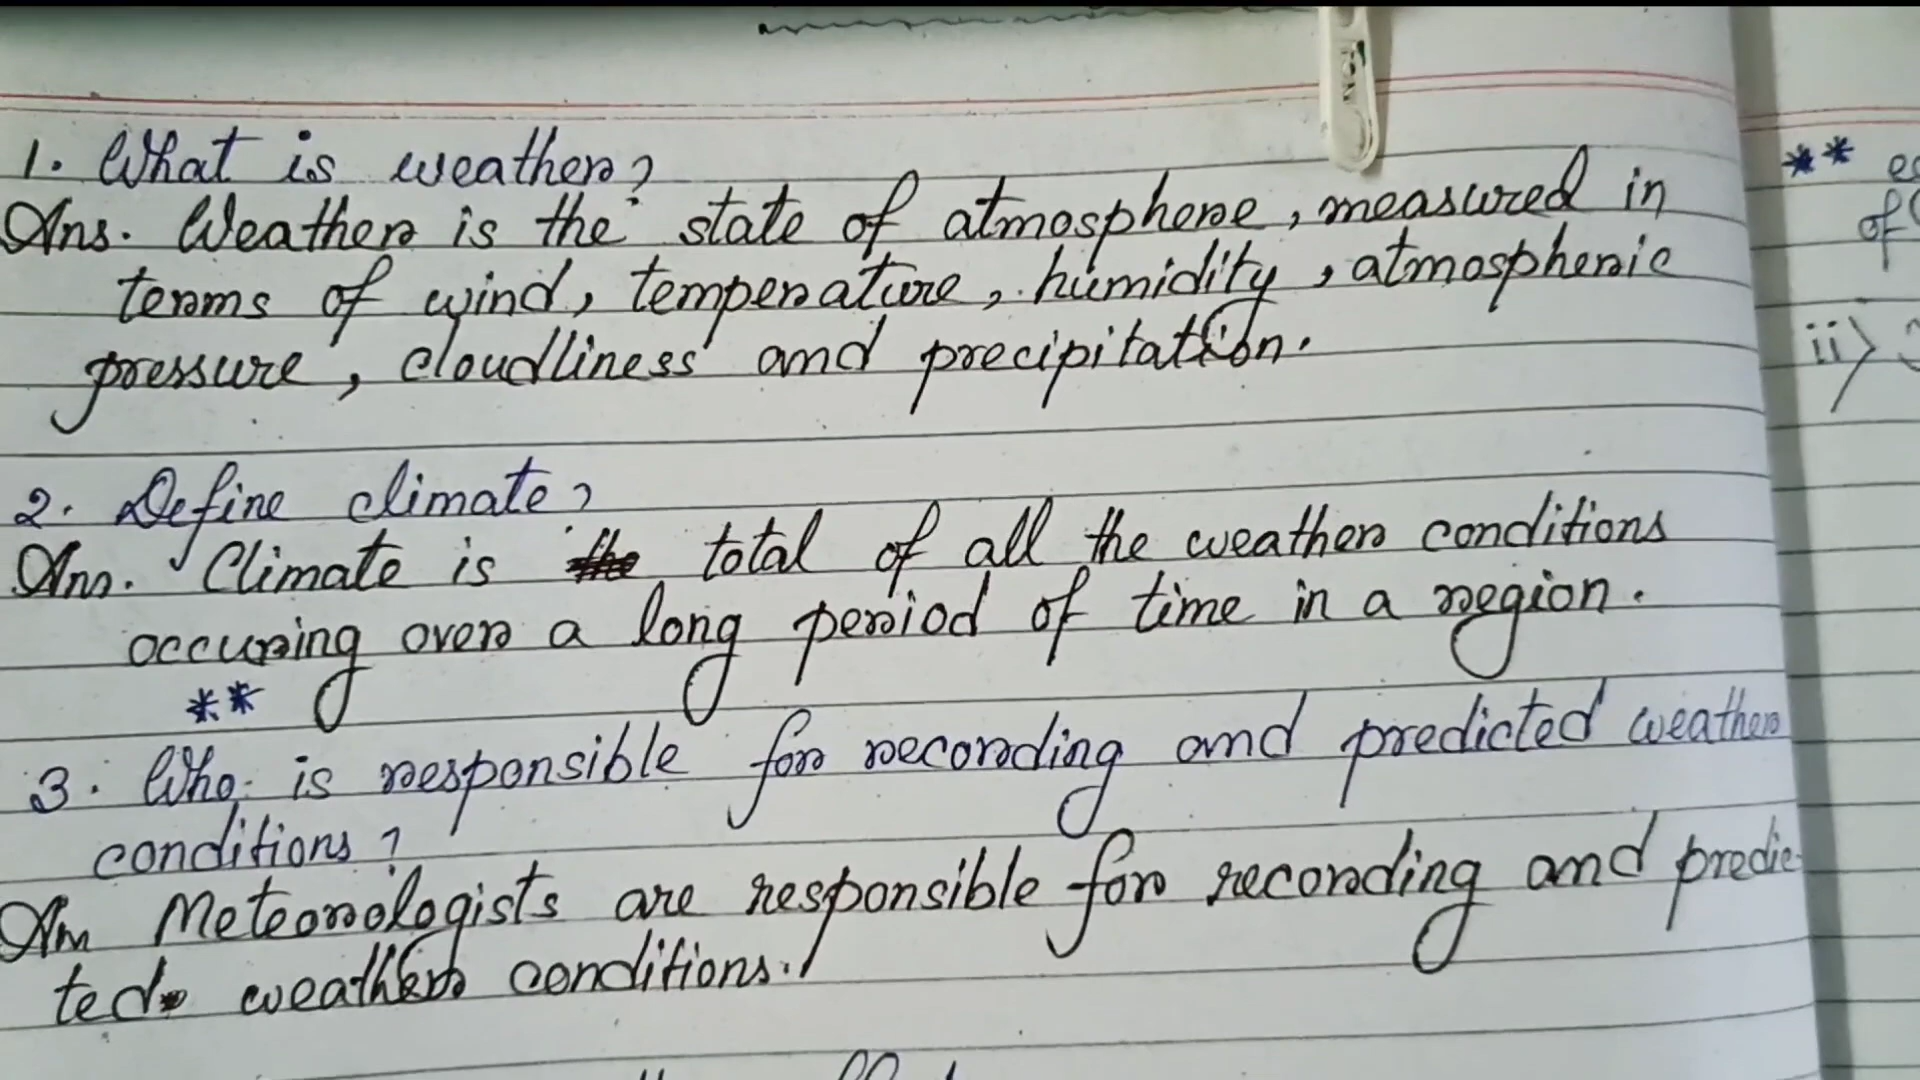 1. What is weather?
Ans. Weather is the state of atmosphere, measured in
terms of wind, temperature, humidity, atmospheric
pressure, cloudliness and precipitation.
2. Define climate?
Ans. Climate is the total of all the weather conditions
occuring over a long period of time in a region.
**
3. Who is responsible for recording and predicted weather
conditions?
Ans Meteorologists are responsible for recording and predic-
ted weather conditions.
**
of
ii)